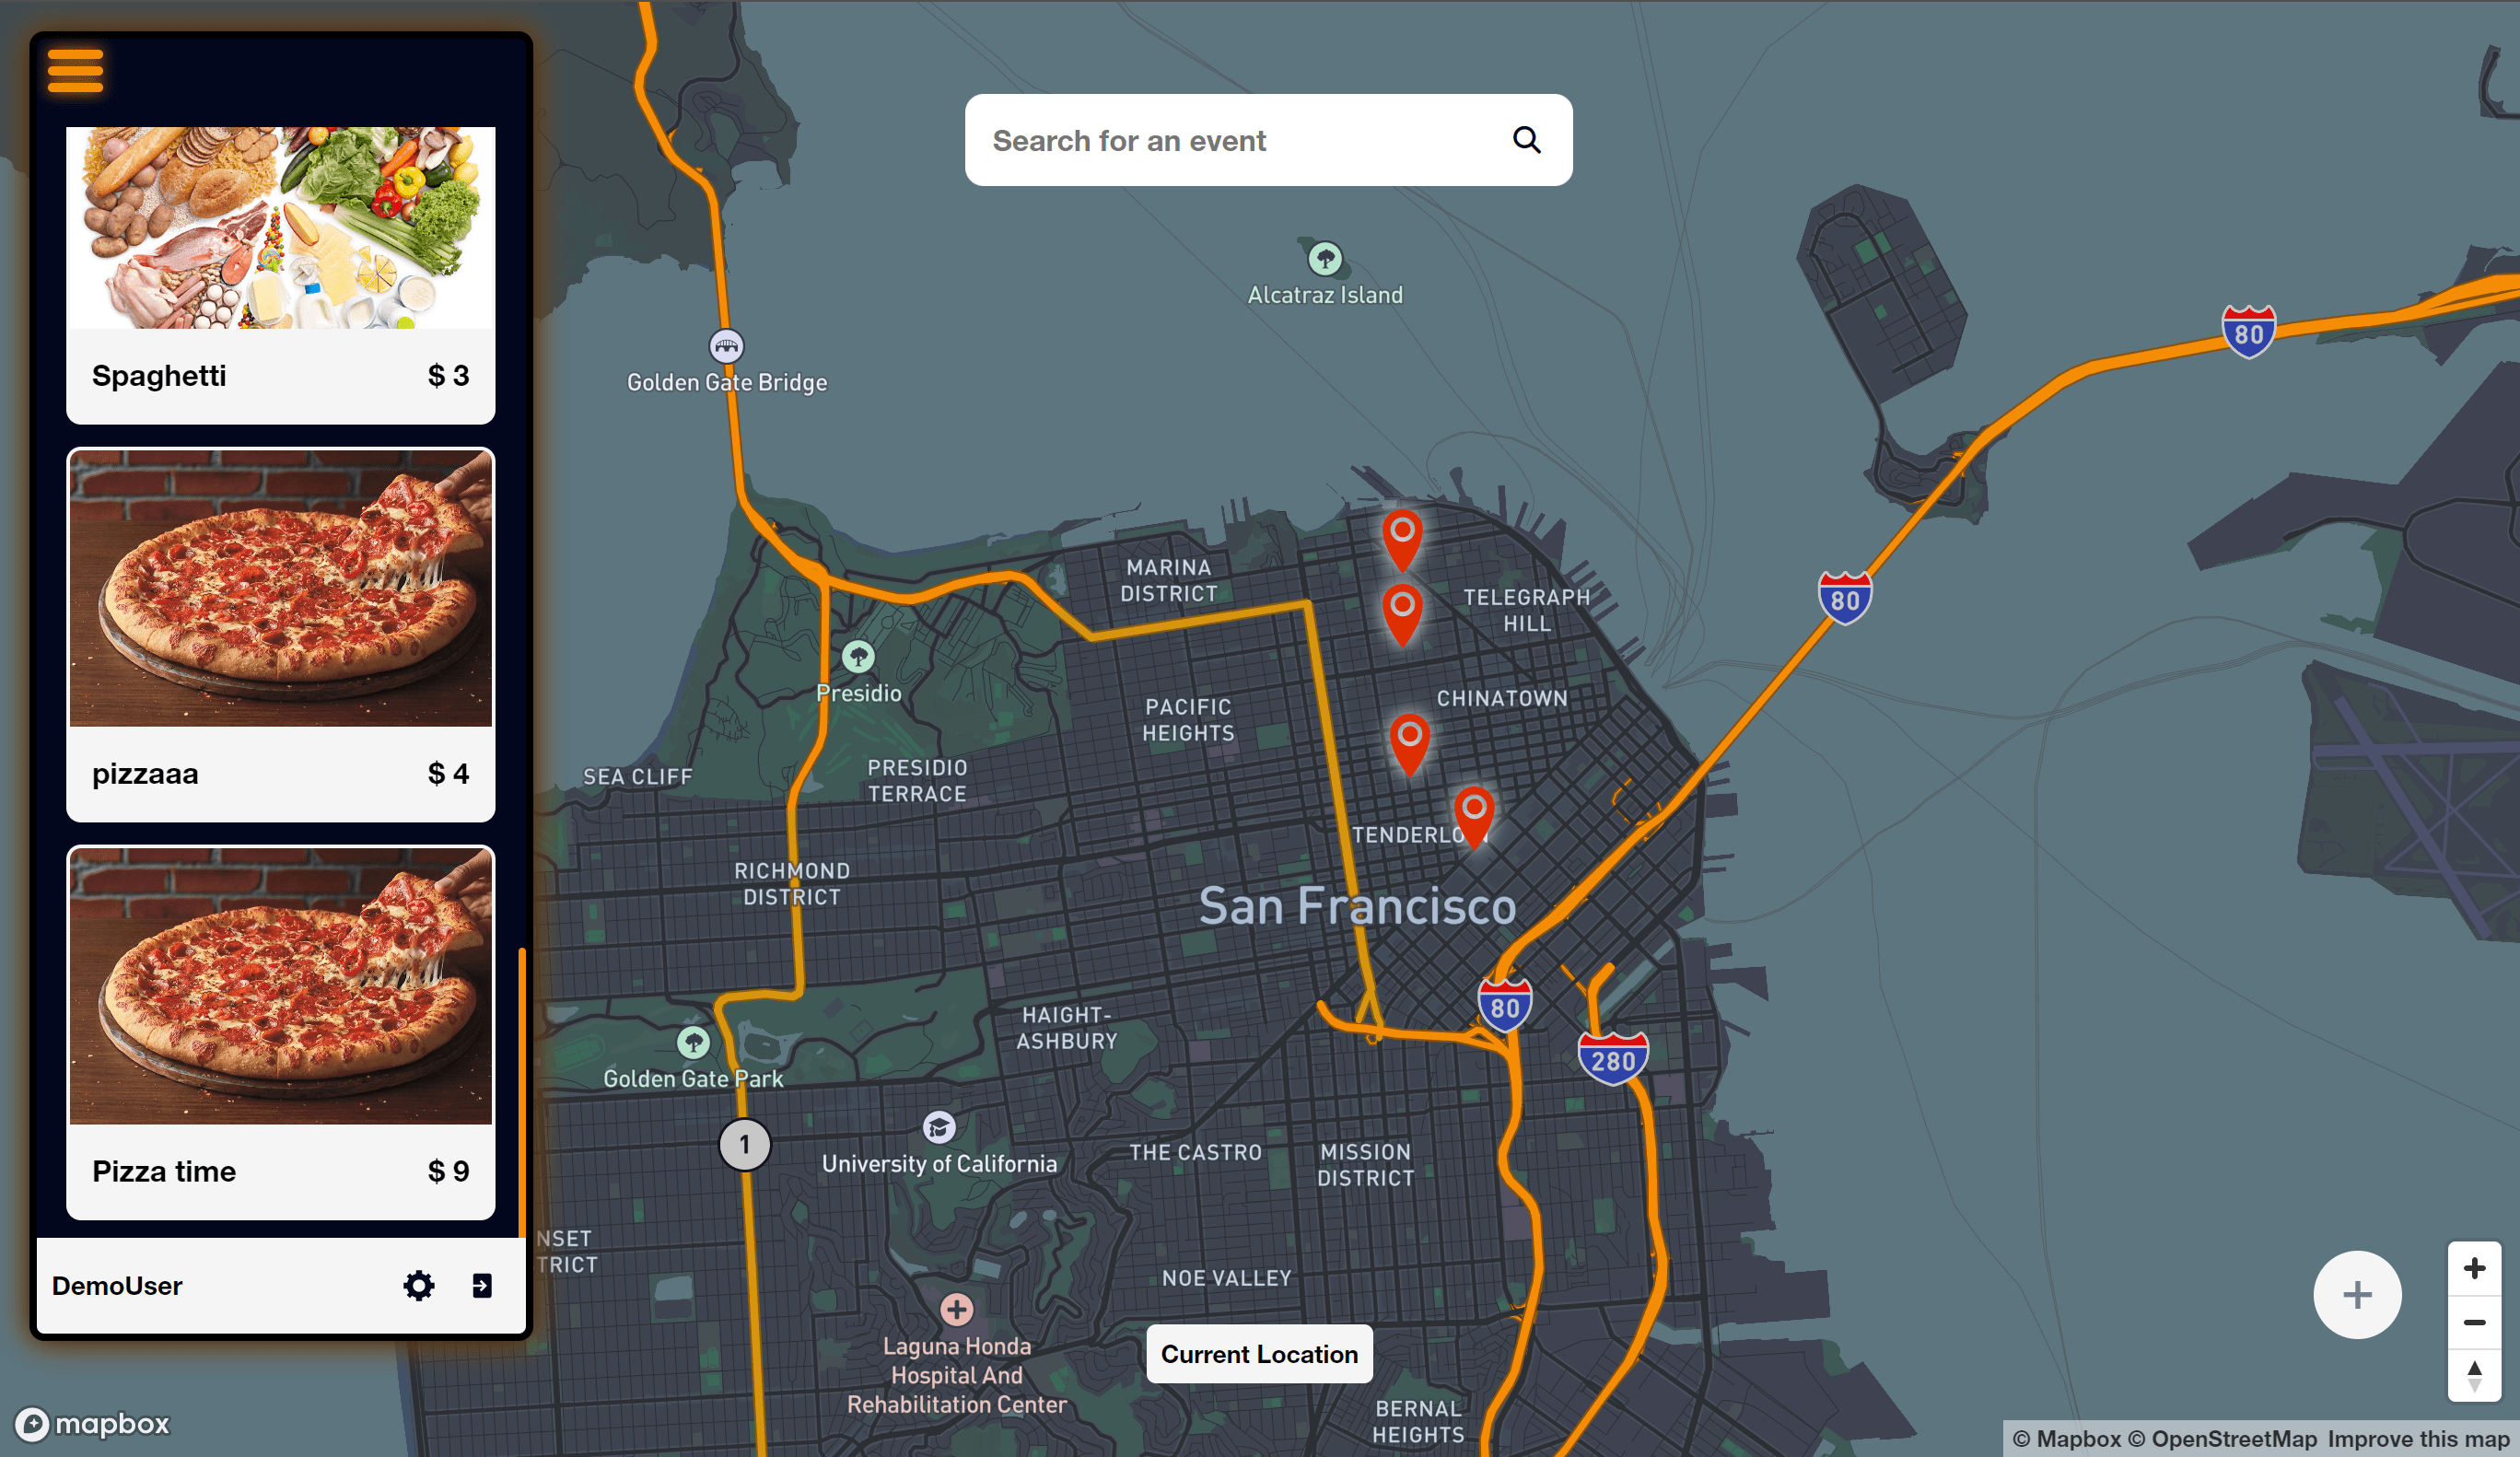 Spaghetti $ 3
pizzaaa $ 4
Pizza time $ 9
DemoUser
Search for an event
Alcatraz Island
80
Golden Gate Bridge
80
MARINA
DISTRICT
TELEGRAPH
HILL
Presidio
CHINATOWN
PACIFIC
HEIGHTS
SEA CLIFF
PRESIDIO
TERRACE
TENDERLO N
RICHMOND
DISTRICT
San Francisco
80
HAIGHT-
ASHBURY
280
Golden Gate Park
1
University of California
THE CASTRO
MISSION
DISTRICT
NSET
TRICT
NOE VALLEY
Laguna Honda
Hospital And
Rehabilitation Center
Current Location
BERNAL
HEIGHTS
mapbox
© Mapbox © OpenStreetMap Improve this map